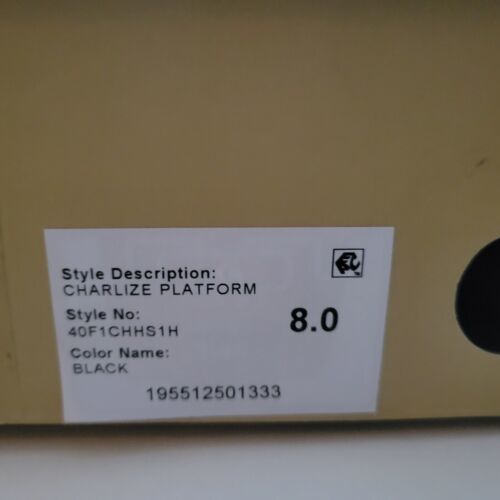 Style Description:
CHARLIZE PLATFORM
Style No:
40F1CHHS1H
8.0
Color Name:
BLACK
195512501333